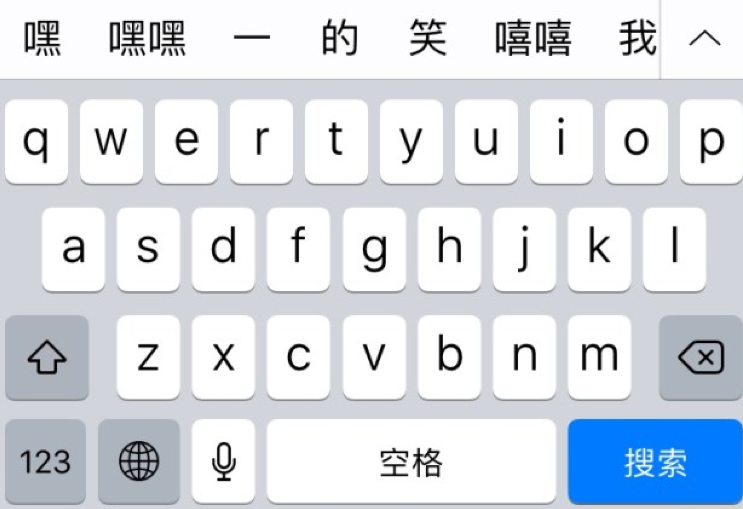 嘿 嘿嘿 一 的 笑 嘻嘻 我
q w e r t y u i o p
a s d f g h j k l
z x c v b n m
123 空格 搜索